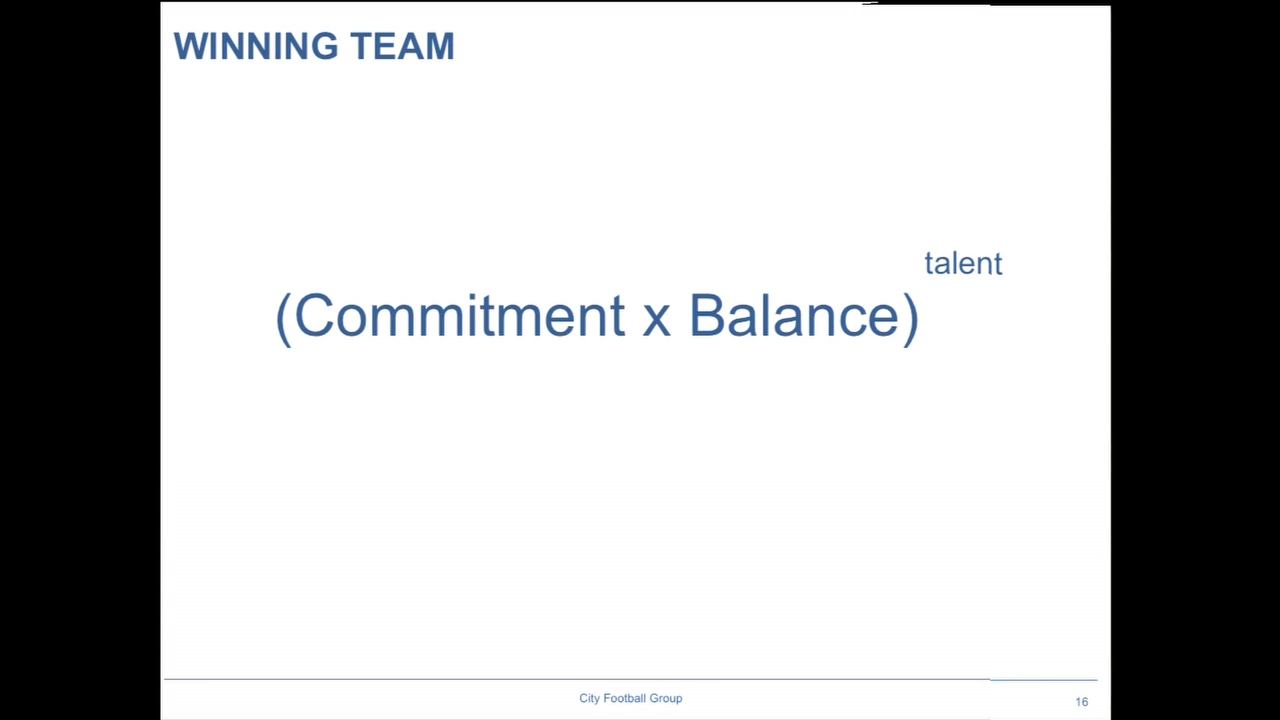 WINNING TEAM
talent
(Commitment x Balance)
City Football Group
16